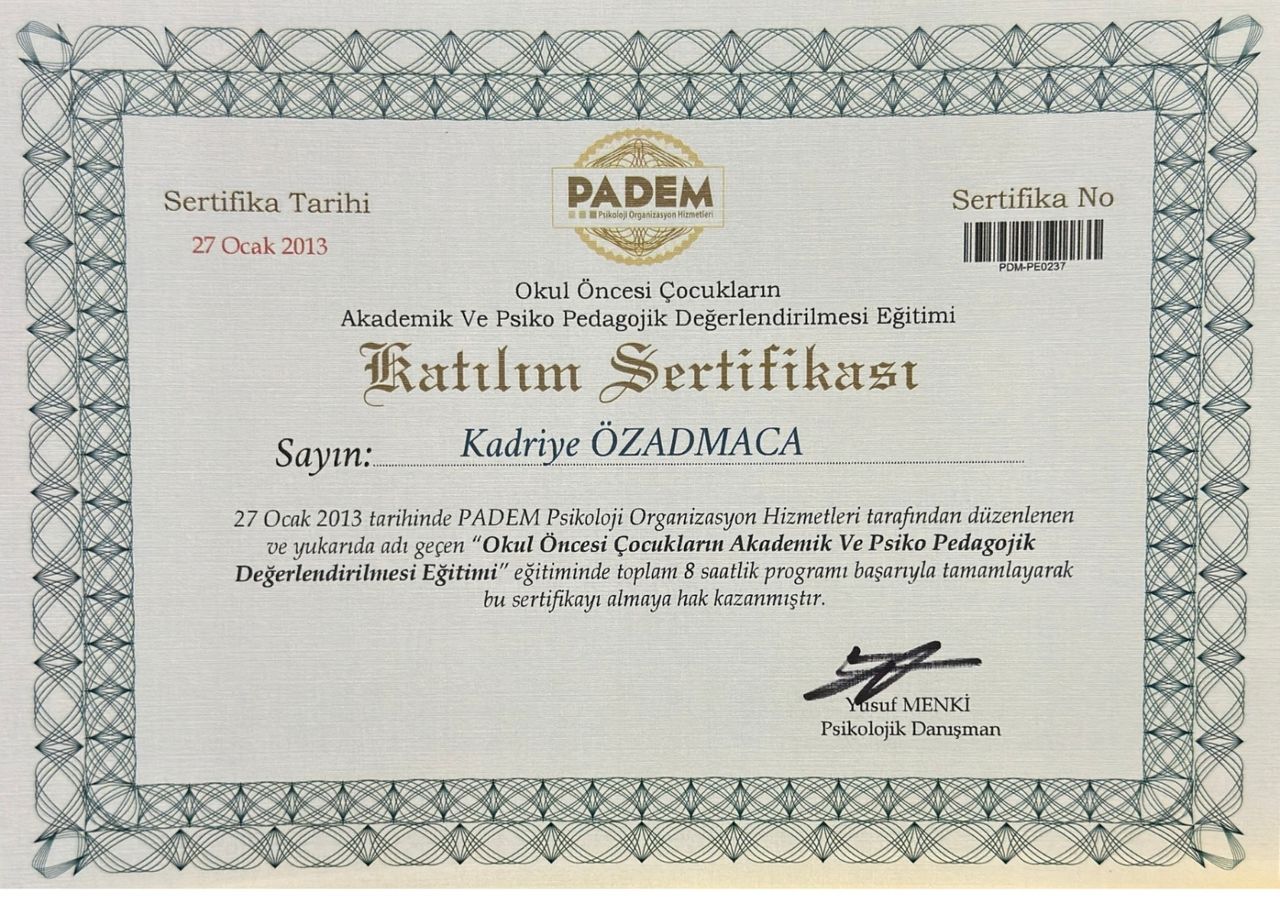 PADEM
Psikoloji Organizasyon Hizmetleri
Sertifika Tarihi
27 Ocak 2013
Sertifika No
PDM-PE0237
Okul Öncesi Çocukların
Akademik Ve Psiko Pedagojik Değerlendirilmesi Eğitimi
Katılım Sertifikası
Sayın: Kadriye ÖZADMACA
27 Ocak 2013 tarihinde PADEM Psikoloji Organizasyon Hizmetleri tarafından düzenlenen
ve yukarıda adı geçen “Okul Öncesi Çocukların Akademik Ve Psiko Pedagojik
Değerlendirilmesi Eğitimi” eğitiminde toplam 8 saatlik programı başarıyla tamamlayarak
bu sertifikayı almaya hak kazanmıştır.
Yusuf MENKİ
Psikolojik Danışman